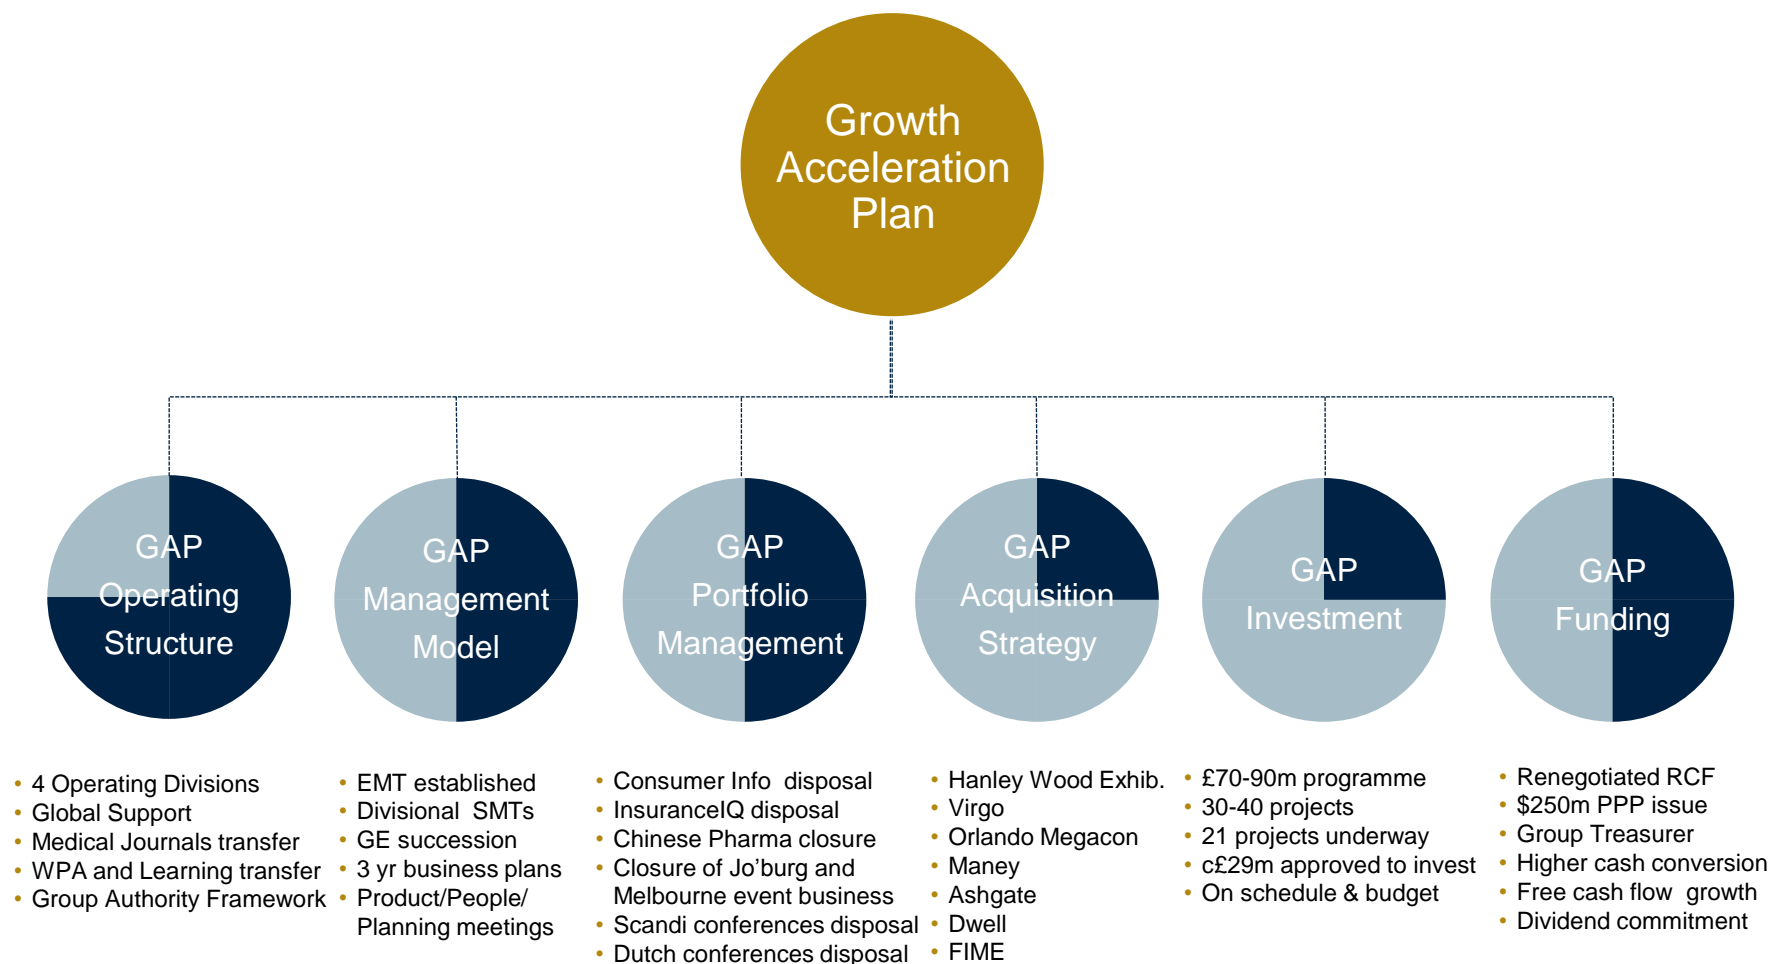 Growth
Acceleration
Plan
GAP
Operating
Structure
GAP
Management
Model
GAP
Portfolio
Management
GAP
Acquisition
Strategy
GAP
Investment
GAP
Funding
• 4 Operating Divisions
• Global Support
• Medical Journals transfer
• WPA and Learning transfer
• Group Authority Framework
• EMT established
• Divisional SMTs
• GE succession
• 3 yr business plans
• Product/People/
Planning meetings
• Consumer Info disposal
• InsuranceIQ disposal
• Chinese Pharma closure
• Closure of Jo’burg and
Melbourne event business
• Scandi conferences disposal
• Dutch conferences disposal
• Hanley Wood Exhib.
• Virgo
• Orlando Megacon
• Maney
• Ashgate
• Dwell
• FIME
• £70-90m programme
• 30-40 projects
• 21 projects underway
• c£29m approved to invest
• On schedule & budget
• Renegotiated RCF
• $250m PPP issue
• Group Treasurer
• Higher cash conversion
• Free cash flow growth
• Dividend commitment